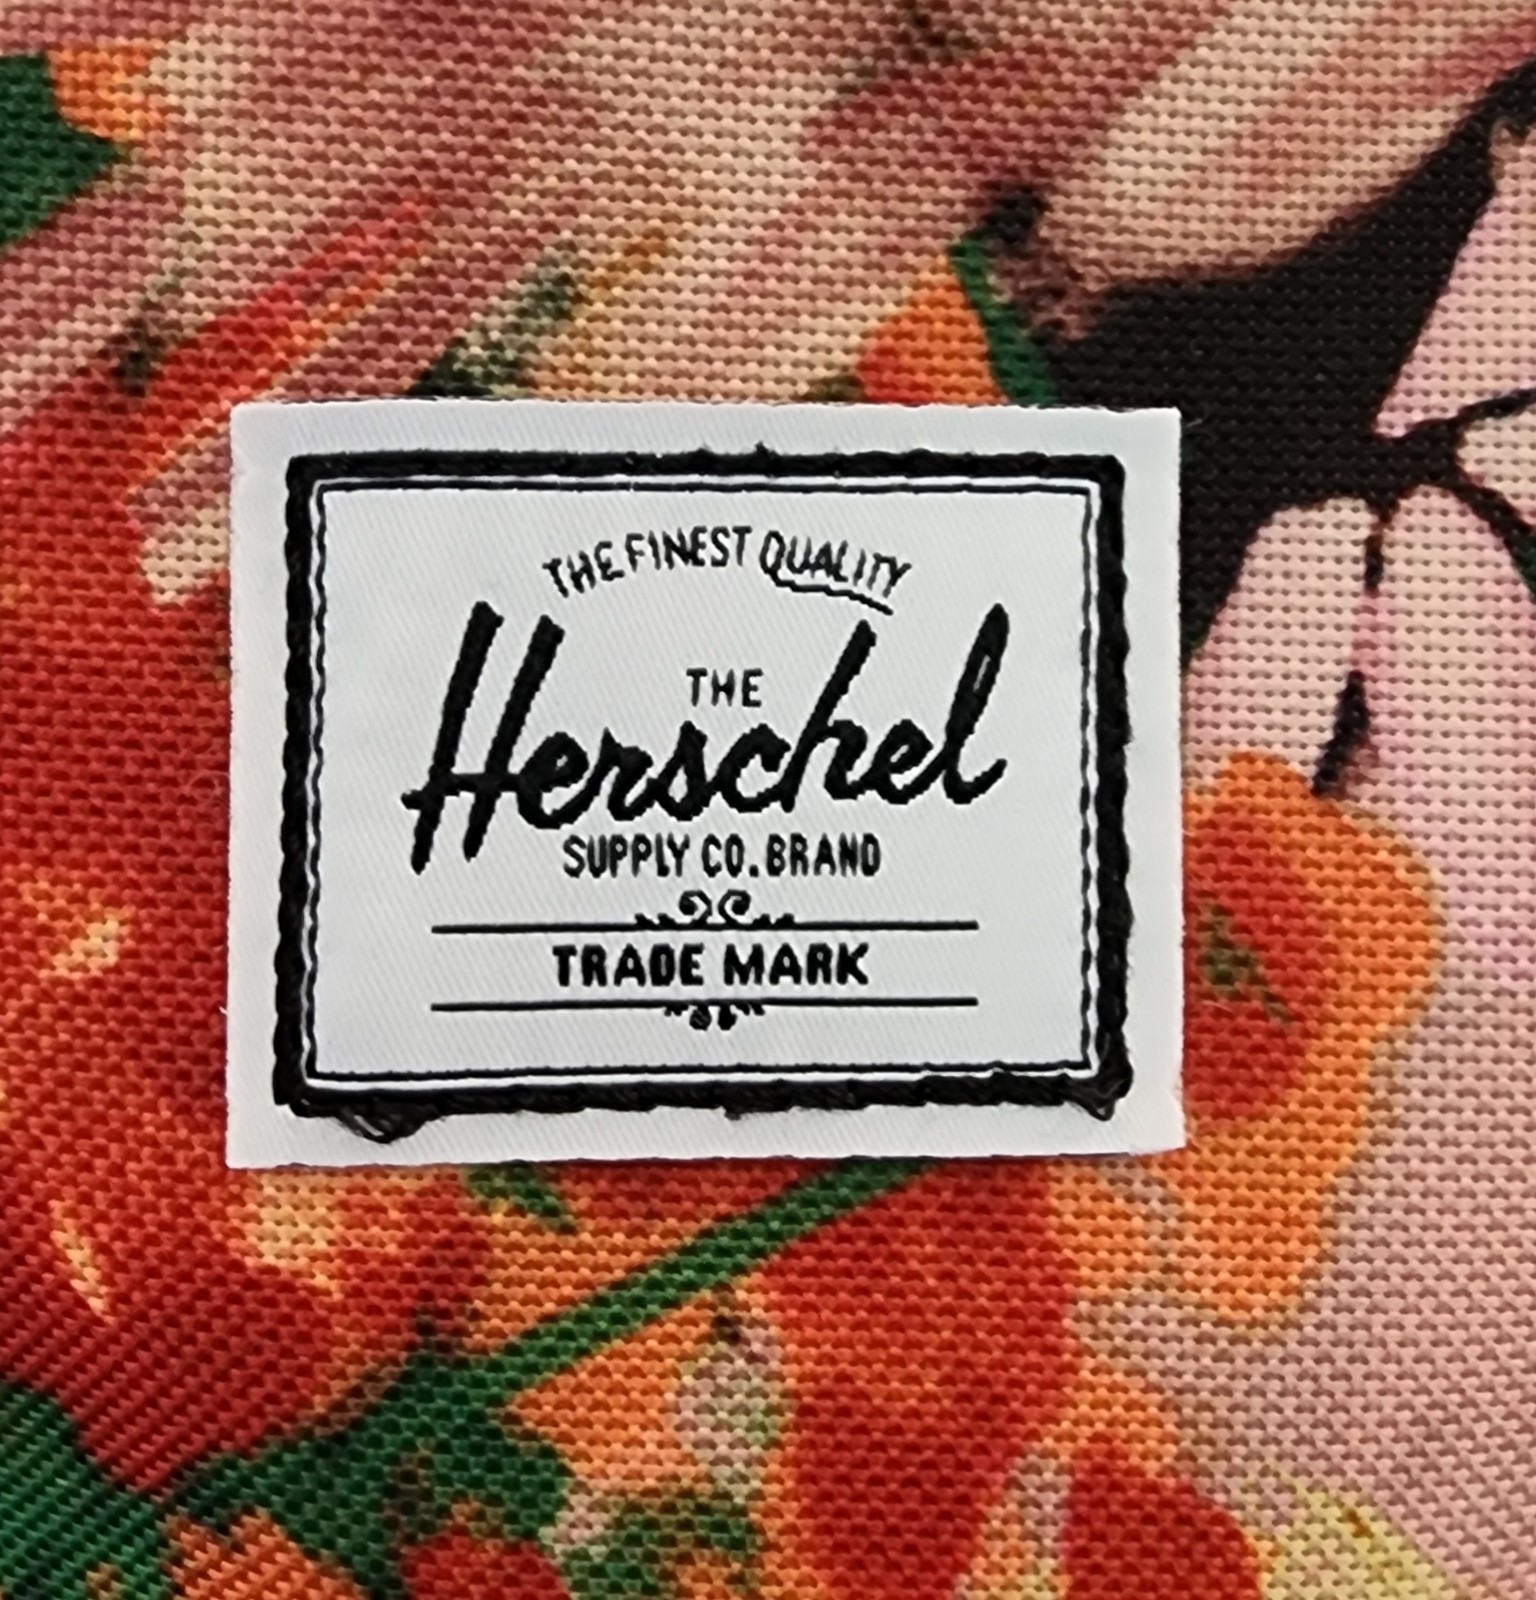 THE FINEST QUALITY
THE
Herschel
SUPPLY CO. BRAND
TRADE MARK